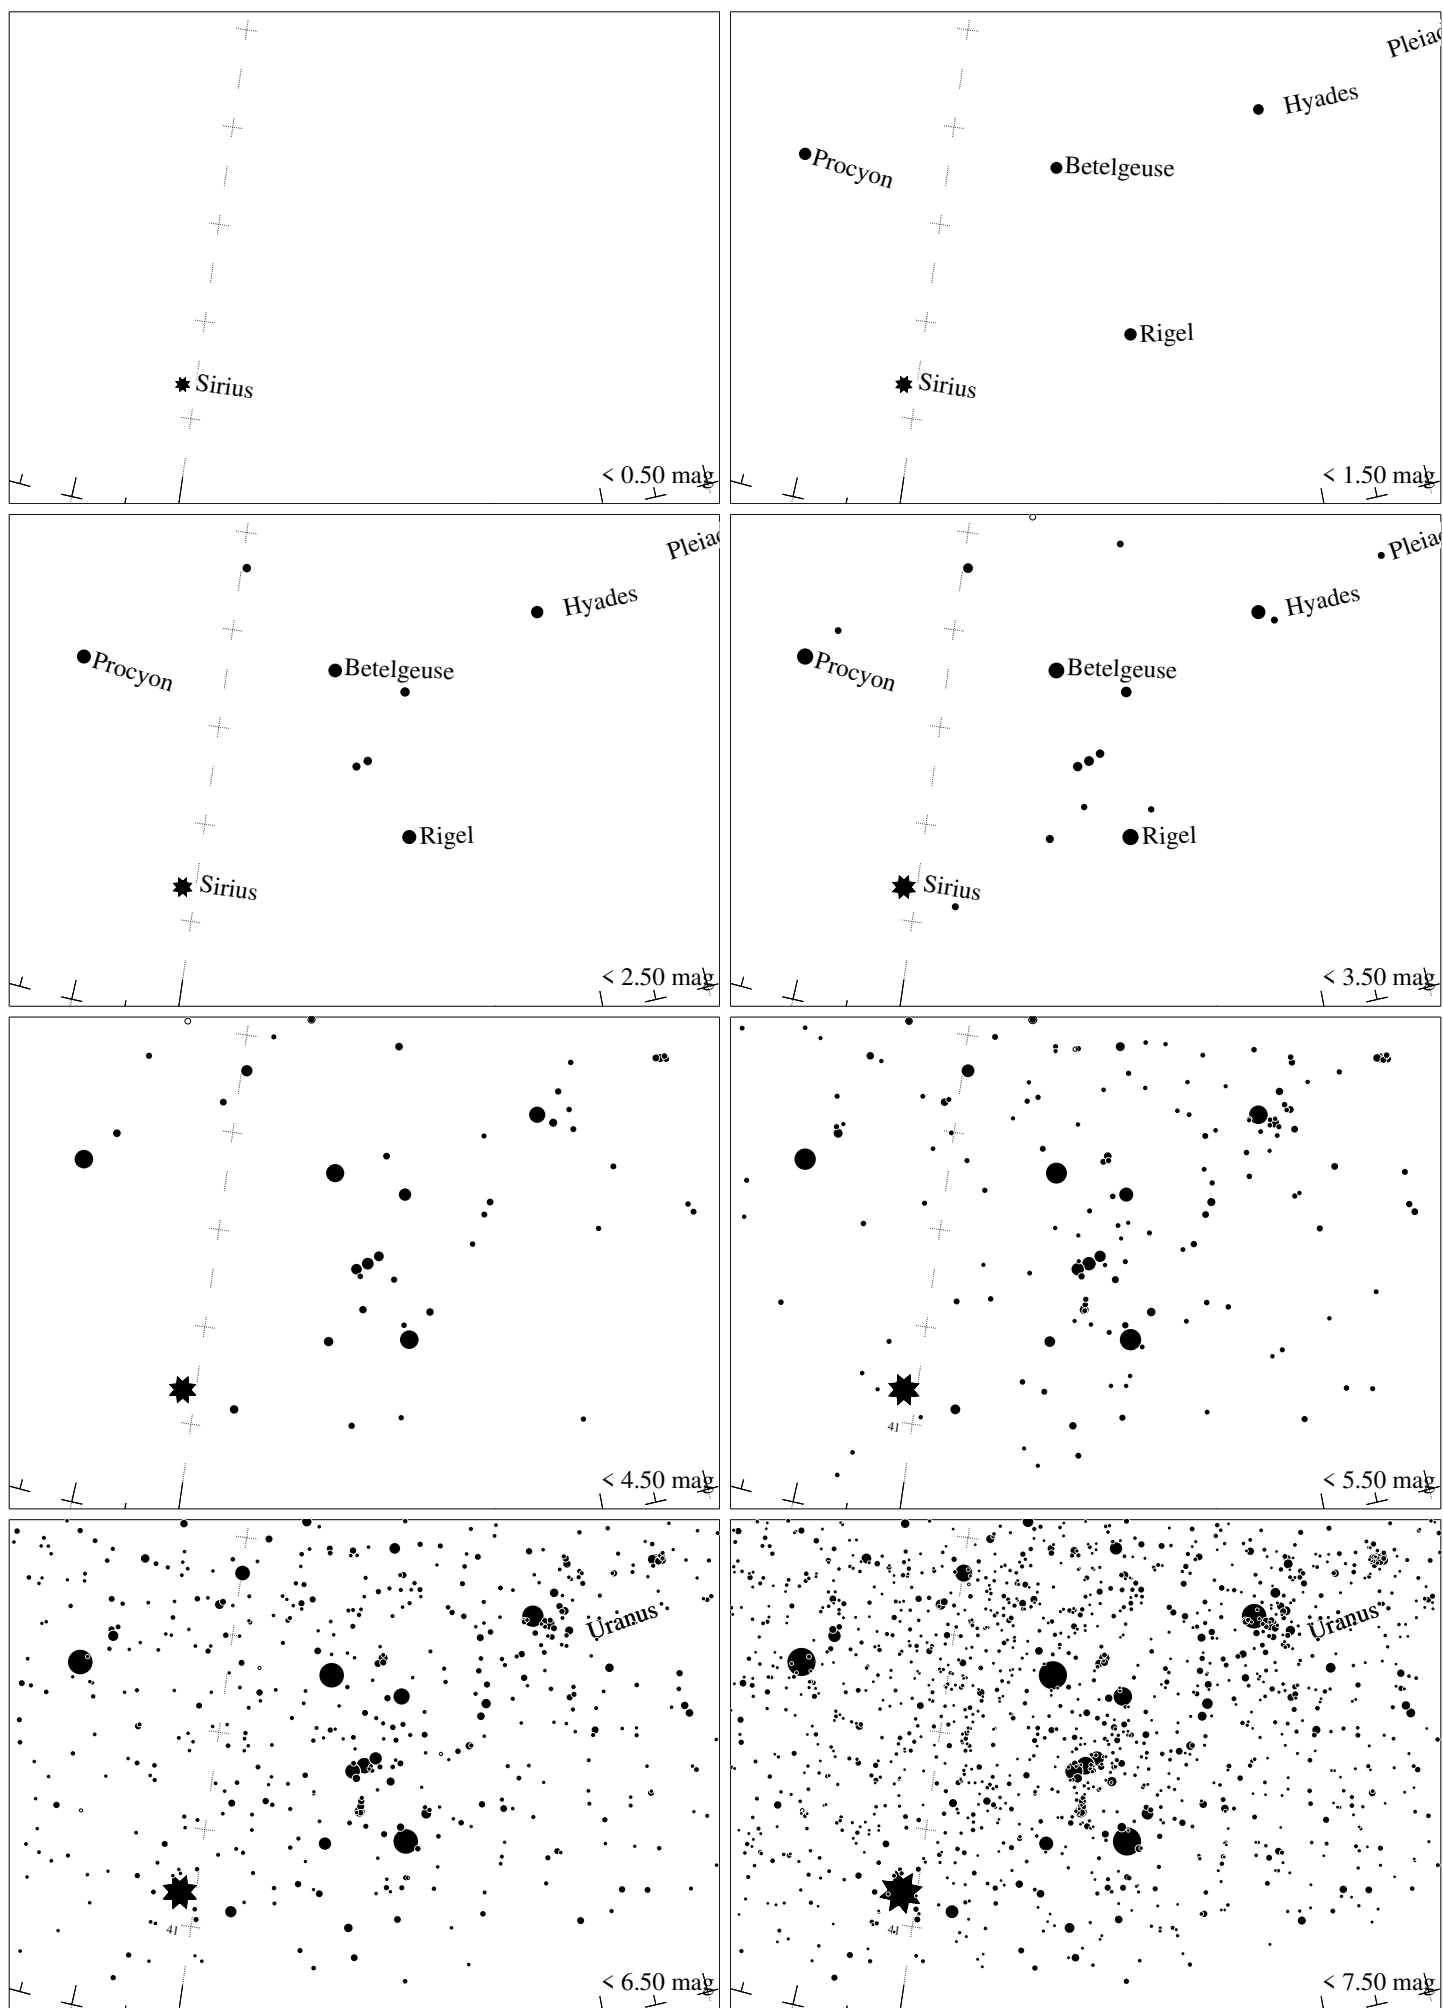 Sirius
< 0.50 mag
Pleiad
Hyades
Procyon
Betelgeuse
Rigel
Sirius
< 1.50 mag
Pleiad
Hyades
Procyon
Betelgeuse
Rigel
Sirius
< 2.50 mag
Pleiad
Hyades
Procyon
Betelgeuse
Rigel
Sirius
< 3.50 mag
< 4.50 mag
41
< 5.50 mag
Uranus
41
< 6.50 mag
Uranus
41
< 7.50 mag